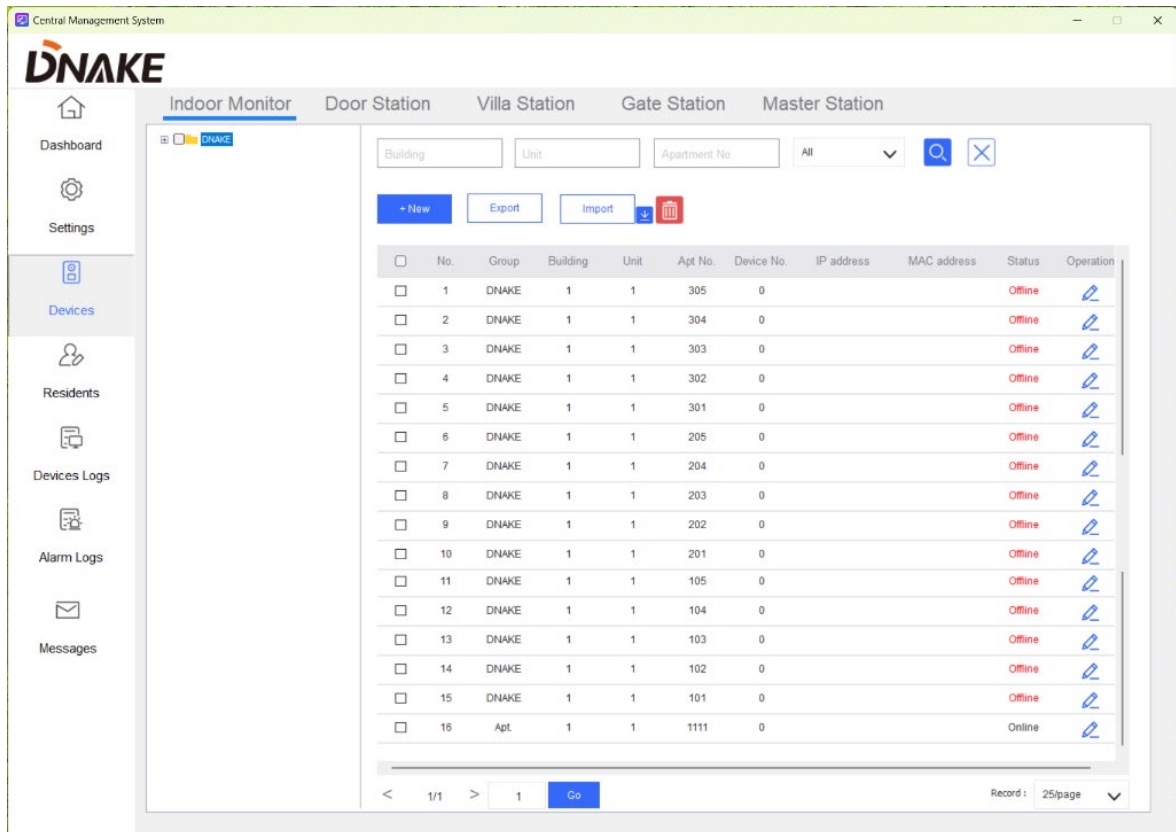 Central Management System
DNAKE
Indoor Monitor Door Station Villa Station Gate Station Master Station
Dashboard
Settings
Devices
Residents
Devices Logs
Alarm Logs
Messages
DNAKE
Building Unit Apartment No. All
+ New Export Import
No. Group Building Unit Apt No. Device No. IP address MAC address Status Operation
1 DNAKE 1 1 305 0 Offline
2 DNAKE 1 1 304 0 Offline
3 DNAKE 1 1 303 0 Offline
4 DNAKE 1 1 302 0 Offline
5 DNAKE 1 1 301 0 Offline
6 DNAKE 1 1 205 0 Offline
7 DNAKE 1 1 204 0 Offline
8 DNAKE 1 1 203 0 Offline
9 DNAKE 1 1 202 0 Offline
10 DNAKE 1 1 201 0 Offline
11 DNAKE 1 1 105 0 Offline
12 DNAKE 1 1 104 0 Offline
13 DNAKE 1 1 103 0 Offline
14 DNAKE 1 1 102 0 Offline
15 DNAKE 1 1 101 0 Offline
16 Apt. 1 1 1111 0 Online
< 1/1 > 1 Go Record : 25/page